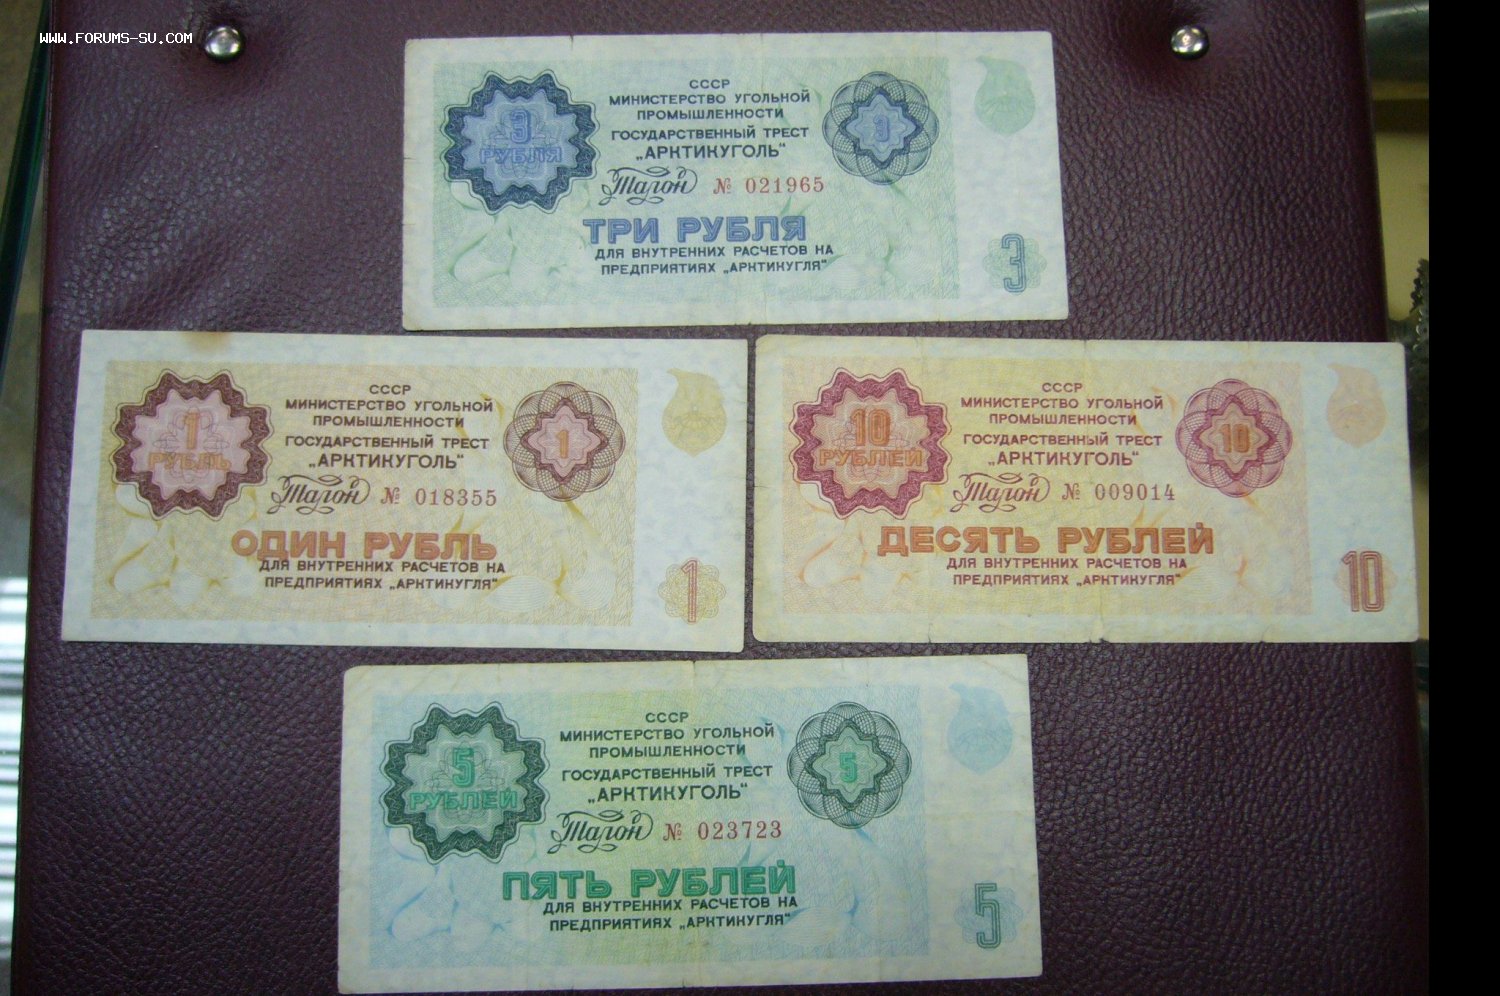 WWW.FORUMS-SU.COM
СССР
МИНИСТЕРСТВО УГОЛЬНОЙ
ПРОМЫШЛЕННОСТИ
ГОСУДАРСТВЕННЫЙ ТРЕСТ
„АРКТИКУГОЛЬ“
Талон № 021965
3
РУБЛЯ
3
ТРИ РУБЛЯ
ДЛЯ ВНУТРЕННИХ РАСЧЕТОВ НА
ПРЕДПРИЯТИЯХ „АРКТИКУГЛЯ“
3
СССР
МИНИСТЕРСТВО УГОЛЬНОЙ
ПРОМЫШЛЕННОСТИ
ГОСУДАРСТВЕННЫЙ ТРЕСТ
„АРКТИКУГОЛЬ“
Талон № 018355
1
РУБЛЬ
1
ОДИН РУБЛЬ
ДЛЯ ВНУТРЕННИХ РАСЧЕТОВ НА
ПРЕДПРИЯТИЯХ „АРКТИКУГЛЯ“
1
СССР
МИНИСТЕРСТВО УГОЛЬНОЙ
ПРОМЫШЛЕННОСТИ
ГОСУДАРСТВЕННЫЙ ТРЕСТ
„АРКТИКУГОЛЬ“
Талон № 009014
10
РУБЛЕЙ
10
ДЕСЯТЬ РУБЛЕЙ
ДЛЯ ВНУТРЕННИХ РАСЧЕТОВ НА
ПРЕДПРИЯТИЯХ „АРКТИКУГЛЯ“
10
СССР
МИНИСТЕРСТВО УГОЛЬНОЙ
ПРОМЫШЛЕННОСТИ
ГОСУДАРСТВЕННЫЙ ТРЕСТ
„АРКТИКУГОЛЬ“
Талон № 023723
5
РУБЛЕЙ
5
ПЯТЬ РУБЛЕЙ
ДЛЯ ВНУТРЕННИХ РАСЧЕТОВ НА
ПРЕДПРИЯТИЯХ „АРКТИКУГЛЯ“
5